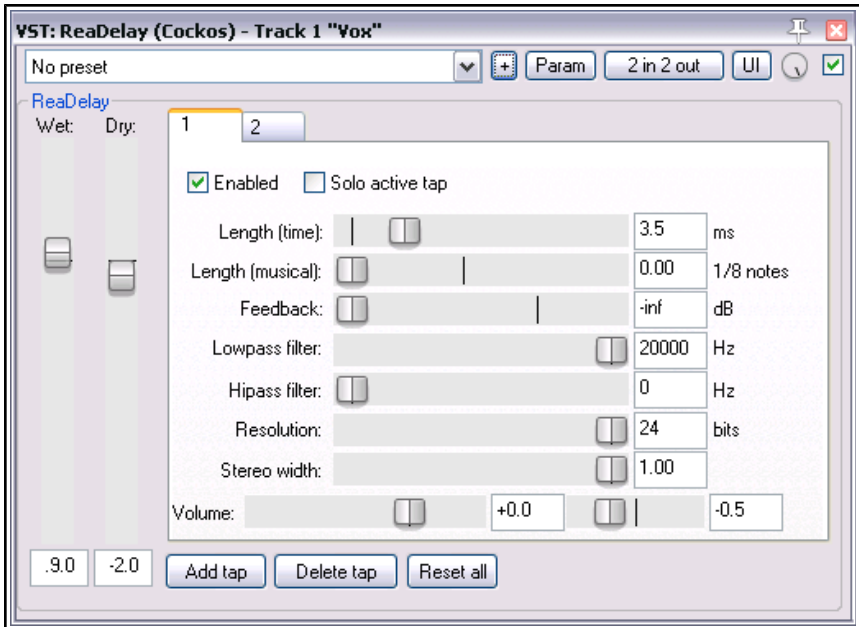 VST: ReaDelay (Cockos) - Track 1 "Vox"
No preset + Param 2 in 2 out UI
ReaDelay
Wet: Dry: 1 2
Enabled Solo active tap
Length (time): 3.5 ms
Length (musical): 0.00 1/8 notes
Feedback: -inf dB
Lowpass filter: 20000 Hz
Hipass filter: 0 Hz
Resolution: 24 bits
Stereo width: 1.00
Volume: +0.0 -0.5
.9.0 -2.0 Add tap Delete tap Reset all